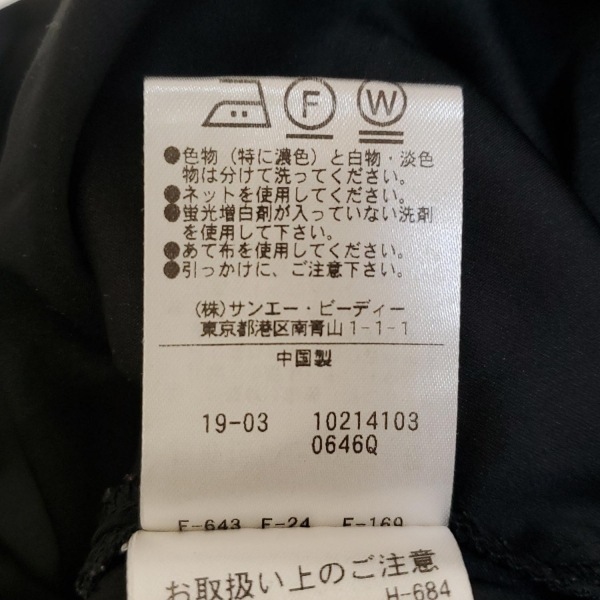 F W
●色物（特に濃色）と白物・淡色
物は分けて洗ってください。
●ネットを使用してください。
●蛍光増白剤が入っていない洗剤
を使用して下さい。
●あて布を使用してください。
●引っかけに、ご注意下さい。
（株）サンエー・ビーディー
東京都港区南青山1-1-1
中国製
19-03 10214103
0646Q
F-643 F-24 F-169
お取扱い上のご注意
H-684